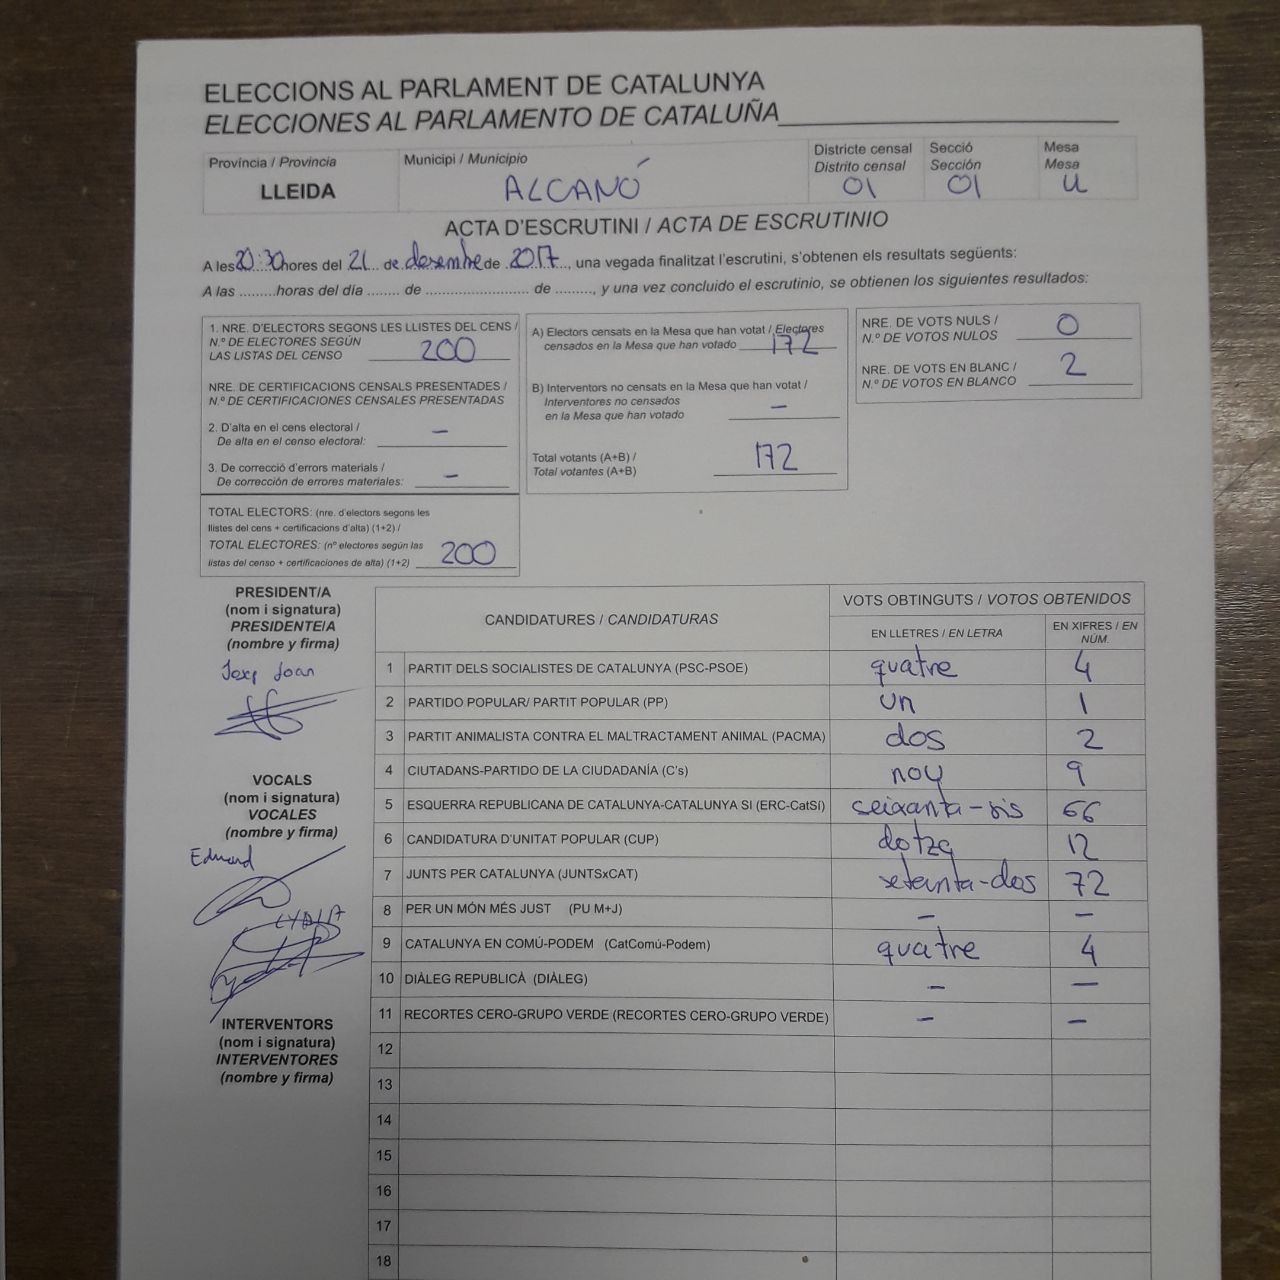 ELECCIONS AL PARLAMENT DE CATALUNYA
ELECCIONES AL PARLAMENTO DE CATALUÑA
Província / Provincia
LLEIDA
Municipi / Municipio
ALCANÓ
Districte censal
Distrito censal
01
Secció
Sección
01
Mesa
Mesa
U
ACTA D'ESCRUTINI / ACTA DE ESCRUTINIO
A les 20:30 hores del 21 de desembre de 2017, una vegada finalitzat l'escrutini, s'obtenen els resultats següents:
A las .........horas del día ........ de ......................... de ........., y una vez concluido el escrutinio, se obtienen los siguientes resultados:
1. NRE. D'ELECTORS SEGONS LES LLISTES DEL CENS /
N.º DE ELECTORES SEGÚN
LAS LISTAS DEL CENSO 200
NRE. DE CERTIFICACIONS CENSALS PRESENTADES /
N.º DE CERTIFICACIONES CENSALES PRESENTADAS
2. D'alta en el cens electoral /
De alta en el censo electoral: –
3. De correcció d'errors materials /
De corrección de errores materiales: –
TOTAL ELECTORS: (nre. d'electors segons les
llistes del cens + certificacions d'alta) (1+2) /
TOTAL ELECTORES: (nº electores según las
listas del censo + certificaciones de alta) (1+2) 200
A) Electors censats en la Mesa que han votat / Electores
censados en la Mesa que han votado 172
B) Interventors no censats en la Mesa que han votat /
Interventores no censados
en la Mesa que han votado –
Total votants (A+B) /
Total votantes (A+B) 172
NRE. DE VOTS NULS /
N.º DE VOTOS NULOS 0
NRE. DE VOTS EN BLANC /
N.º DE VOTOS EN BLANCO 2
PRESIDENT/A
(nom i signatura)
PRESIDENTE/A
(nombre y firma)
Josep Joan
VOCALS
(nom i signatura)
VOCALES
(nombre y firma)
Eduard
LYDIA
INTERVENTORS
(nom i signatura)
INTERVENTORES
(nombre y firma)
CANDIDATURES / CANDIDATURAS
VOTS OBTINGUTS / VOTOS OBTENIDOS
EN LLETRES / EN LETRA
EN XIFRES / EN
NÚM.
1 PARTIT DELS SOCIALISTES DE CATALUNYA (PSC-PSOE) quatre 4
2 PARTIDO POPULAR/ PARTIT POPULAR (PP) un 1
3 PARTIT ANIMALISTA CONTRA EL MALTRACTAMENT ANIMAL (PACMA) dos 2
4 CIUTADANS-PARTIDO DE LA CIUDADANÍA (C's) nou 9
5 ESQUERRA REPUBLICANA DE CATALUNYA-CATALUNYA SI (ERC-CatSí) seixanta-sis 66
6 CANDIDATURA D'UNITAT POPULAR (CUP) dotze 12
7 JUNTS PER CATALUNYA (JUNTSxCAT) setanta-dos 72
8 PER UN MÓN MÉS JUST (PU M+J) – –
9 CATALUNYA EN COMÚ-PODEM (CatComú-Podem) quatre 4
10 DIÀLEG REPUBLICÀ (DIÀLEG) – –
11 RECORTES CERO-GRUPO VERDE (RECORTES CERO-GRUPO VERDE) – –
12
13
14
15
16
17
18